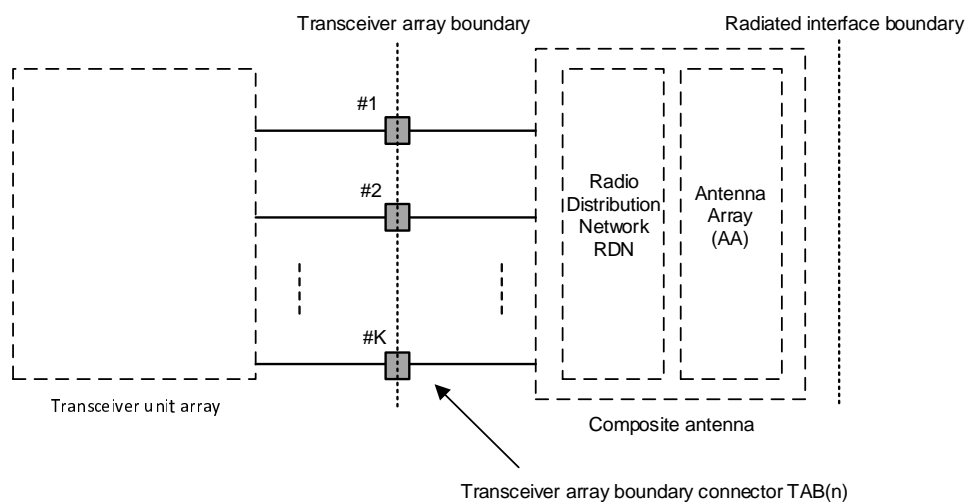 Transceiver array boundary
Radiated interface boundary
#1
#2
#K
Radio
Distribution
Network
RDN
Antenna
Array
(AA)
Transceiver unit array
Composite antenna
Transceiver array boundary connector TAB(n)